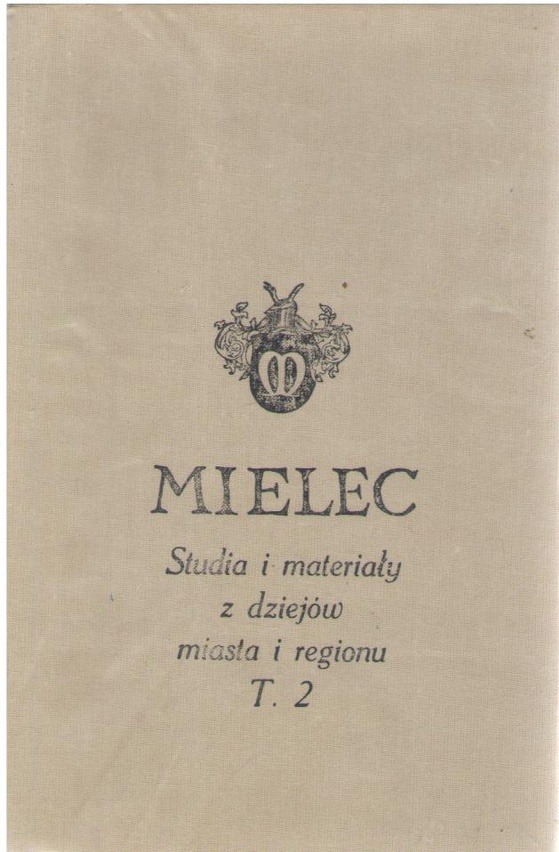 MIELEC
Studia i materiały
z dziejów
miasta i regionu
T. 2